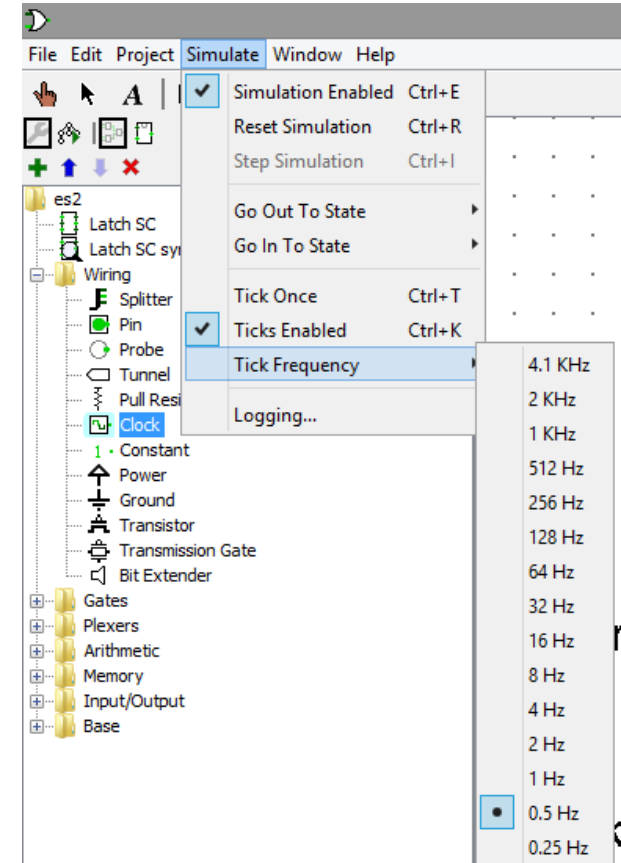 File Edit Project Simulate Window Help
A
Simulation Enabled Ctrl+E
Reset Simulation Ctrl+R
Step Simulation Ctrl+I
Go Out To State
Go In To State
Tick Once Ctrl+T
Ticks Enabled Ctrl+K
Tick Frequency
Logging...
4.1 KHz
2 KHz
1 KHz
512 Hz
256 Hz
128 Hz
64 Hz
32 Hz
16 Hz
8 Hz
4 Hz
2 Hz
1 Hz
0.5 Hz
0.25 Hz
es2
Latch SC
Latch SC
Wiring
Splitter
Pin
Probe
Tunnel
Pull
Clock
1 Constant
Power
Ground
Transistor
Transmission Gate
Bit Extender
Gates
Plexers
Arithmetic
Memory
Input/Output
Base